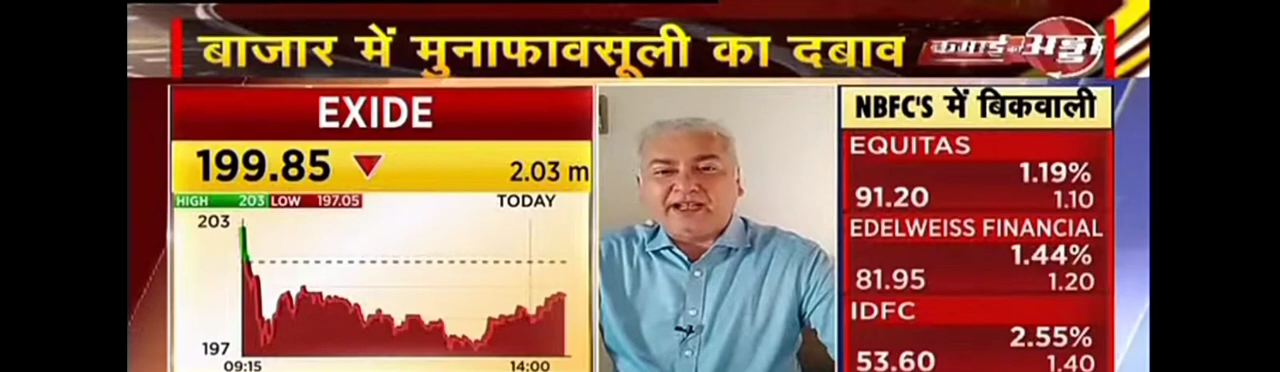 बाजार में मुनाफावसूली का दबाव
कमाई का अड्डा
EXIDE
199.85
2.03 m
HIGH 203 LOW 197.05
TODAY
203
197
09:15 14:00
NBFC'S में बिकवाली
EQUITAS
1.19%
91.20 1.10
EDELWEISS FINANCIAL
1.44%
81.95 1.20
IDFC
2.55%
53.60 1.40